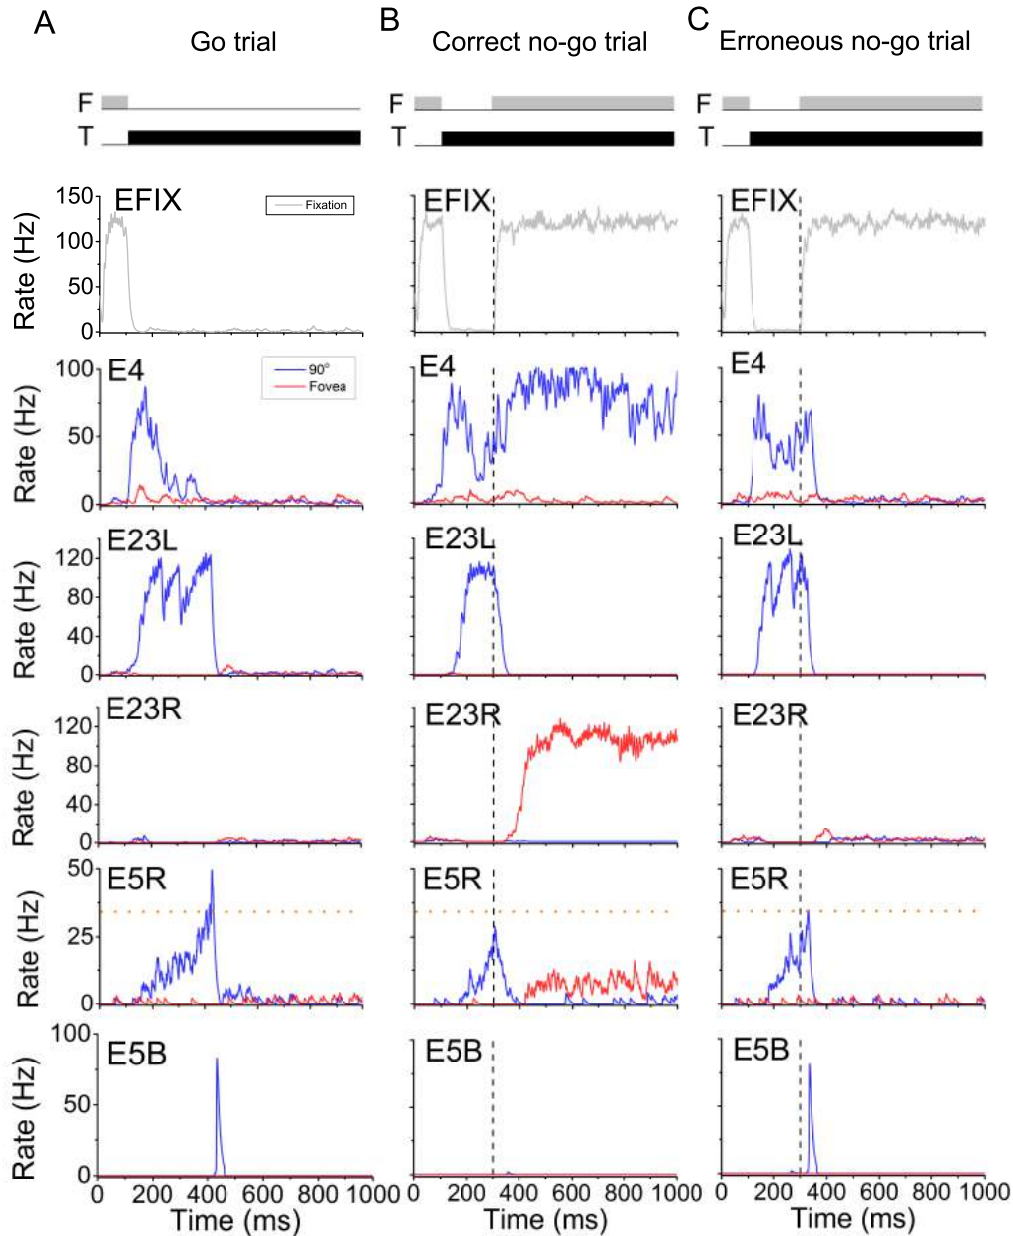 A
B
C
Go trial
Correct no-go trial
Erroneous no-go trial
F
F
F
T
T
T
150
100
50
0
Rate (Hz)
EFIX
Fixation
EFIX
EFIX
100
50
0
Rate (Hz)
E4
90°
Fovea
E4
E4
120
80
40
0
Rate (Hz)
E23L
E23L
E23L
120
80
40
0
Rate (Hz)
E23R
E23R
E23R
50
25
0
Rate (Hz)
E5R
E5R
E5R
100
50
0
Rate (Hz)
E5B
E5B
E5B
0 200 400 600 800 1000
0 200 400 600 800 1000
0 200 400 600 800 1000
Time (ms)
Time (ms)
Time (ms)